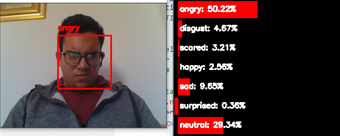 angry
angry: 50.22%
disgust: 4.67%
scared: 3.21%
happy: 2.56%
sad: 9.65%
surprised: 0.36%
neutral: 29.34%